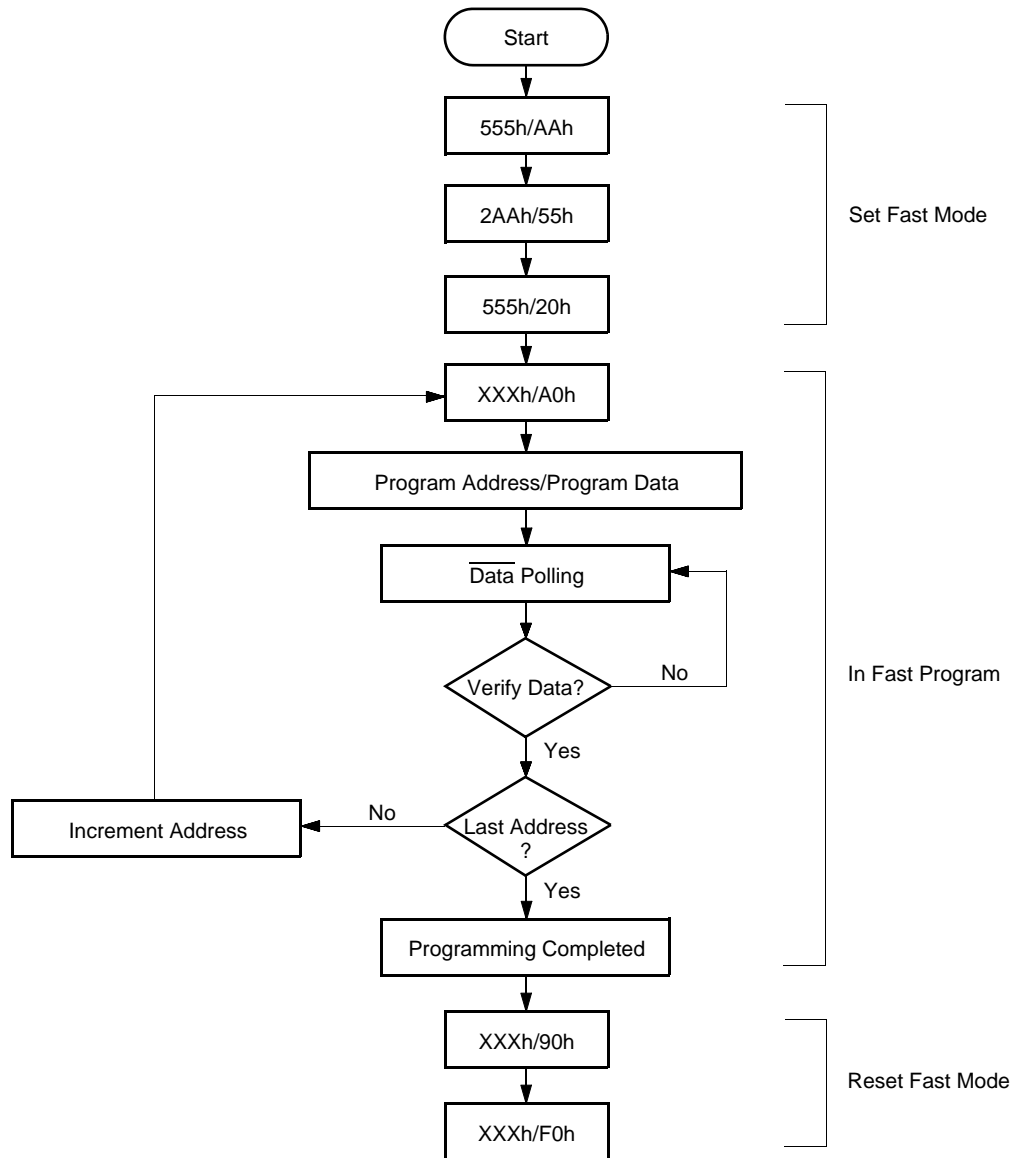 Start
555h/AAh
2AAh/55h
Set Fast Mode
555h/20h
XXXh/A0h
Program Address/Program Data
Data Polling
Verify Data?
No
In Fast Program
Yes
Increment Address
No
Last Address
?
Yes
Programming Completed
XXXh/90h
Reset Fast Mode
XXXh/F0h